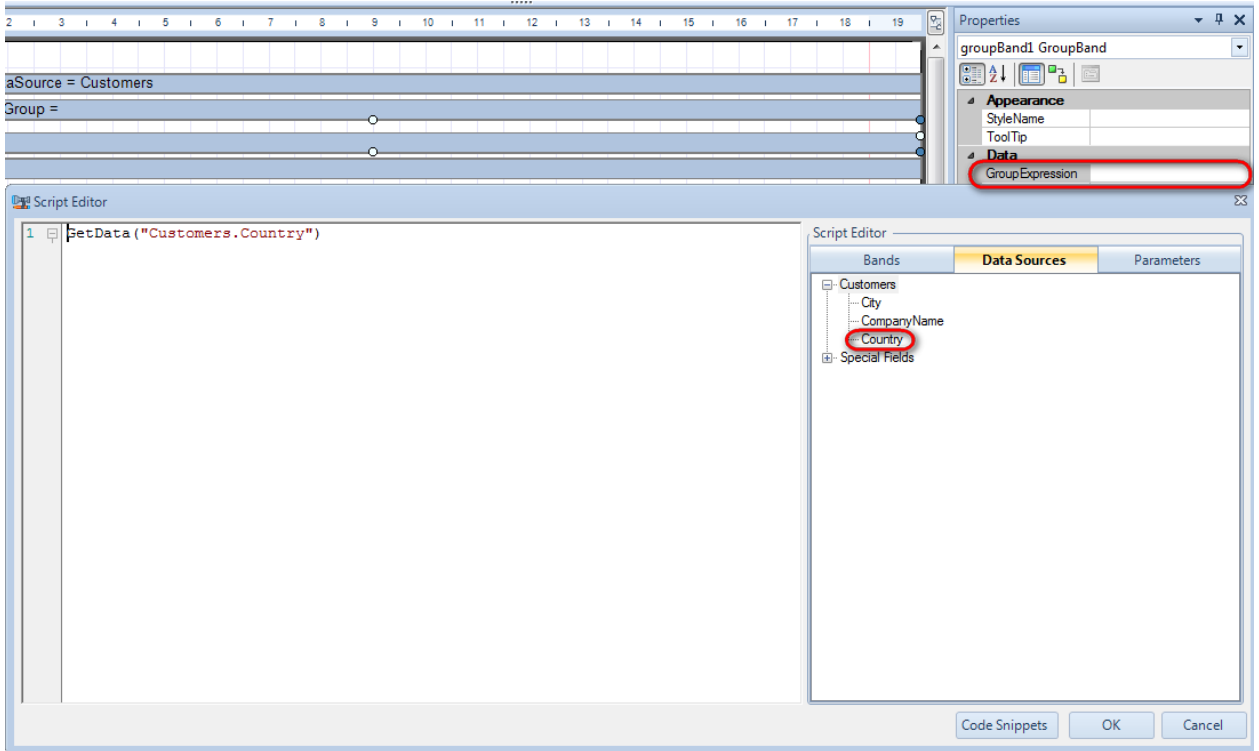 2 3 4 5 6 7 8 9 10 11 12 13 14 15 16 17 18 19
Properties
groupBand1 GroupBand
aSource = Customers
Group =
Appearance
StyleName
ToolTip
Data
GroupExpression
Script Editor
1 GetData("Customers.Country")
Script Editor
Bands Data Sources Parameters
Customers
City
CompanyName
Country
Special Fields
Code Snippets OK Cancel